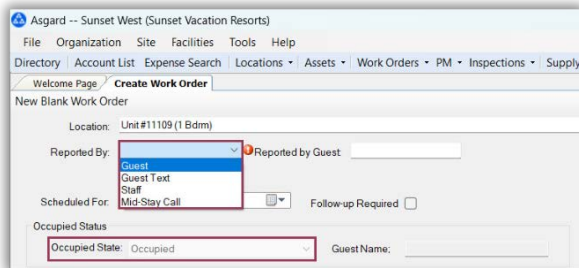 Asgard -- Sunset West (Sunset Vacation Resorts)
File Organization Site Facilities Tools Help
Directory Account List Expense Search Locations Assets Work Orders PM Inspections Supply
Welcome Page Create Work Order
New Blank Work Order
Location: Unit#11109 (1 Bdrm)
Reported By: Reported by Guest:
Guest
Guest Text
Staff
Mid-Stay Call
Scheduled For: Follow-up Required
Occupied Status
Occupied State: Occupied Guest Name: